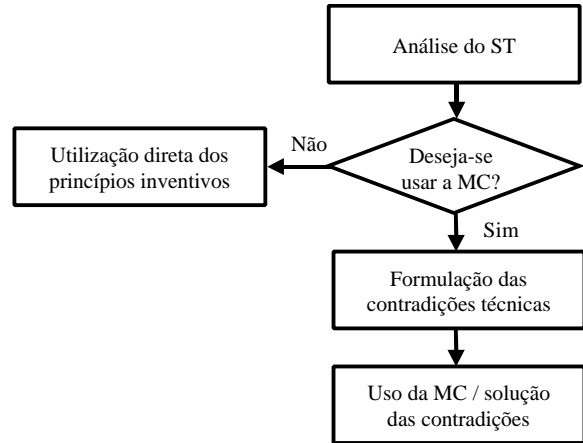 Análise do ST
Deseja-se
usar a MC?
Não
Utilização direta dos
princípios inventivos
Sim
Formulação das
contradições técnicas
Uso da MC / solução
das contradições